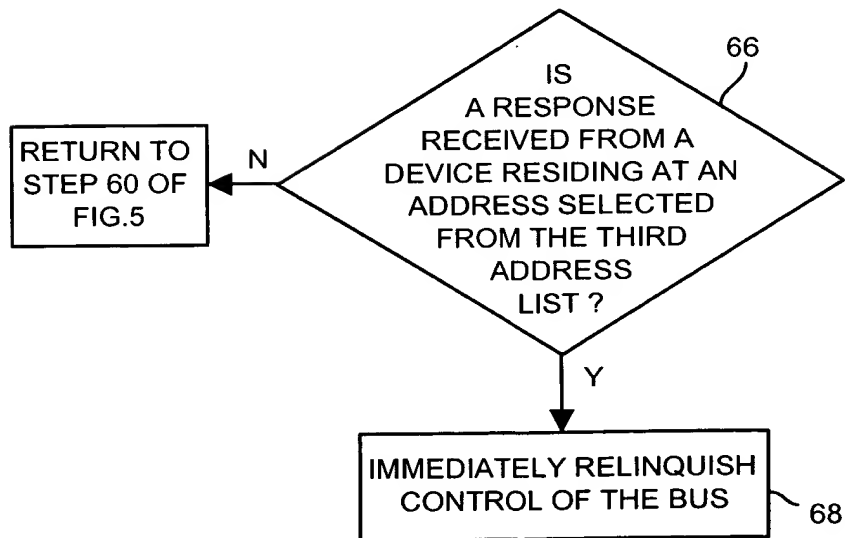 66
IS
A RESPONSE
RECEIVED FROM A
DEVICE RESIDING AT AN
ADDRESS SELECTED
FROM THE THIRD
ADDRESS
LIST ?
N
RETURN TO
STEP 60 OF
FIG.5
Y
IMMEDIATELY RELINQUISH
CONTROL OF THE BUS
68